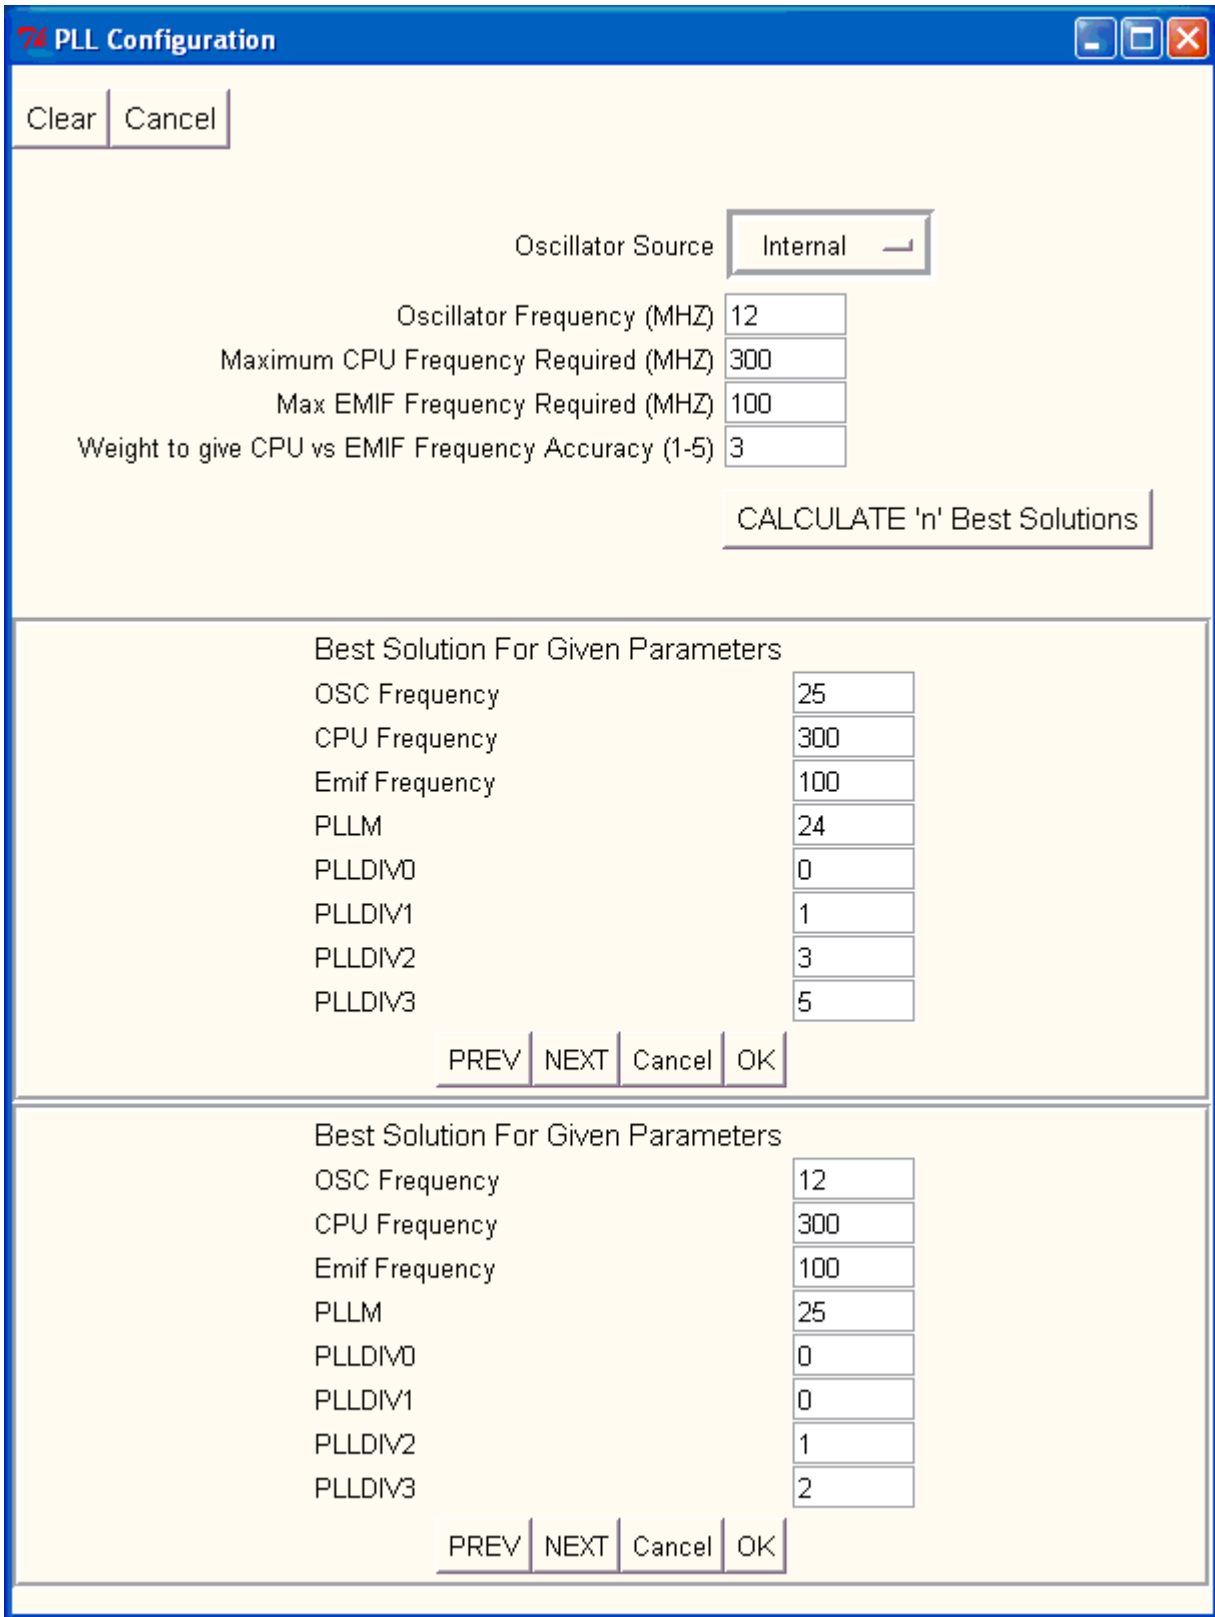 PLL Configuration
Clear Cancel
Oscillator Source Internal
Oscillator Frequency (MHZ) 12
Maximum CPU Frequency Required (MHZ) 300
Max EMIF Frequency Required (MHZ) 100
Weight to give CPU vs EMIF Frequency Accuracy (1-5) 3
CALCULATE 'n' Best Solutions
Best Solution For Given Parameters
OSC Frequency 25
CPU Frequency 300
Emif Frequency 100
PLLM 24
PLLDIV0 0
PLLDIV1 1
PLLDIV2 3
PLLDIV3 5
PREV NEXT Cancel OK
Best Solution For Given Parameters
OSC Frequency 12
CPU Frequency 300
Emif Frequency 100
PLLM 25
PLLDIV0 0
PLLDIV1 0
PLLDIV2 1
PLLDIV3 2
PREV NEXT Cancel OK